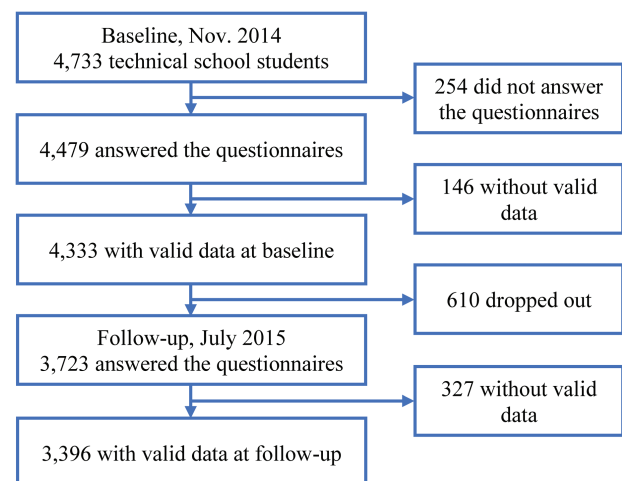 Baseline, Nov. 2014
4,733 technical school students
254 did not answer
the questionnaires
4,479 answered the questionnaires
146 without valid
data
4,333 with valid data at baseline
610 dropped out
Follow-up, July 2015
3,723 answered the questionnaires
327 without valid
data
3,396 with valid data at follow-up